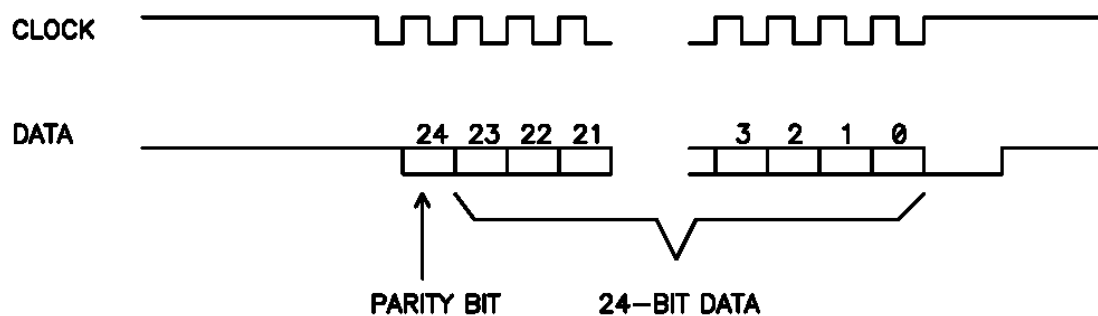 CLOCK
DATA
24 23 22 21 3 2 1 0
PARITY BIT
24-BIT DATA